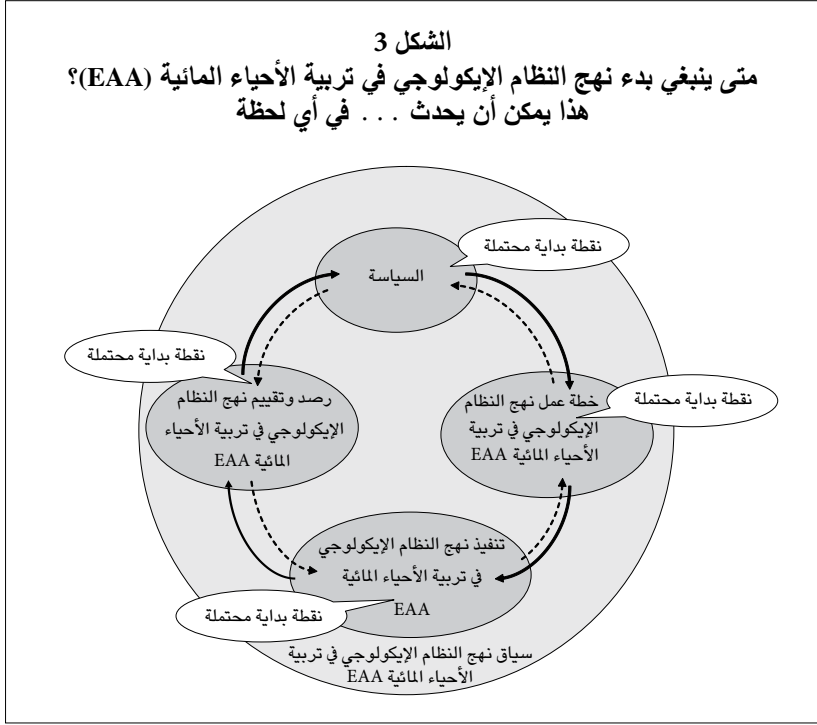 الشكل 3
متى ينبغي بدء نهج النظام الإيكولوجي في تربية الأحياء المائية (EAA)؟
هذا يمكن أن يحدث . . . في أي لحظة
نقطة بداية محتملة
السياسة
نقطة بداية محتملة
خطة عمل نهج النظام
الإيكولوجي في تربية
الأحياء المائية EAA
نقطة بداية محتملة
رصد وتقييم نهج النظام
الإيكولوجي في تربية الأحياء
المائية EAA
تنفيذ نهج النظام الإيكولوجي
في تربية الأحياء المائية
EAA
نقطة بداية محتملة
سياق نهج النظام الإيكولوجي في تربية
الأحياء المائية EAA